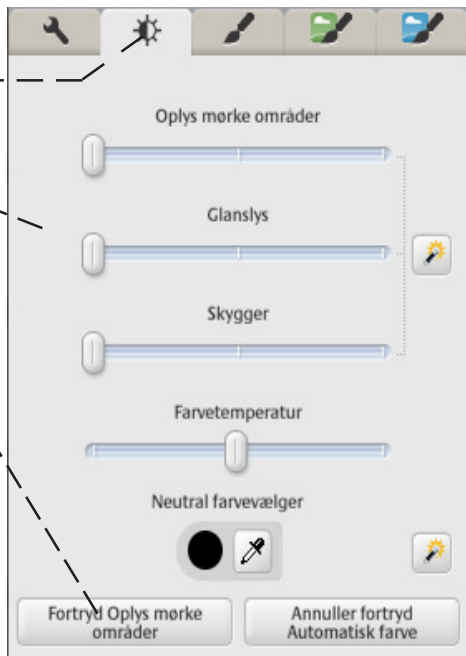 Oplys mørke områder
Glanslys
Skygger
Farvetemperatur
Neutral farvevælger
Fortryd Oplys mørke
områder
Annuller fortryd
Automatisk farve